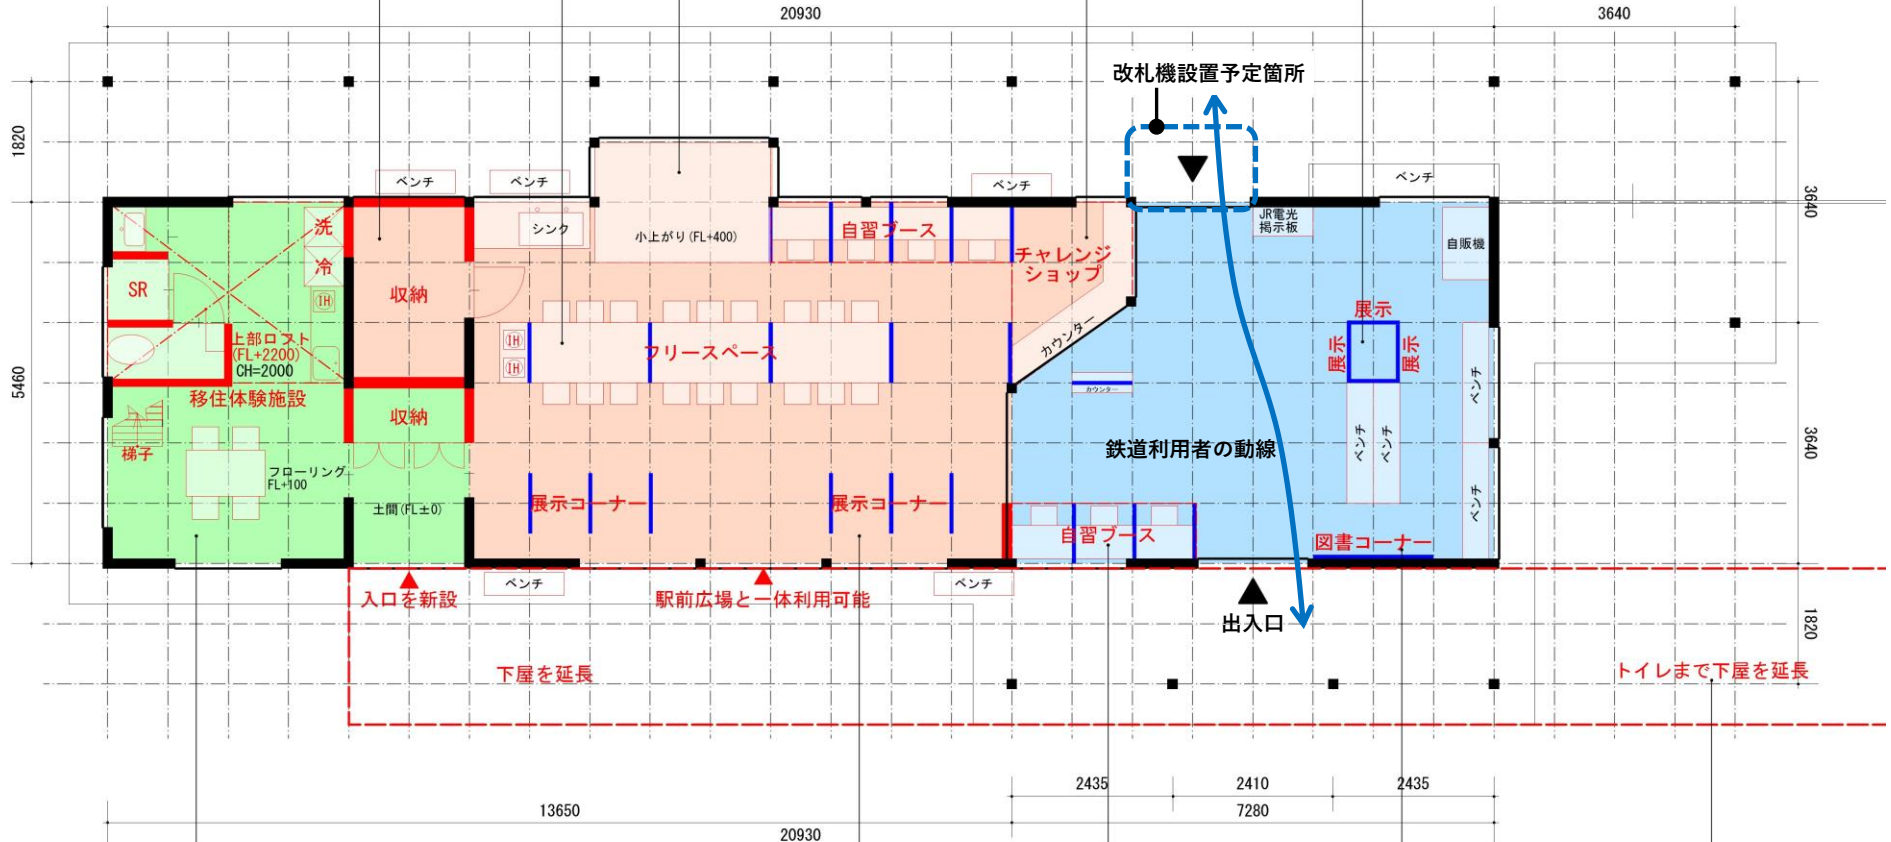 20930
3640
改札機設置予定箇所
1820
ベンチ
ベンチ
ベンチ
ベンチ
3640
洗
シンク
小上がり(FL+400)
自習ブース
JR電光
掲示板
自販機
チャレンジ
ショップ
冷
SR
IH
収納
展示
上部ロフト
(FL+2200)
CH=2000
IH
IH
フリースペース
カウンター
展示
展示
5460
移住体験施設
収納
カウンター
ベンチ
梯子
フローリング
FL+100
鉄道利用者の動線
ベンチ
ベンチ
3640
土間(FL±0)
展示コーナー
展示コーナー
自習ブース
図書コーナー
ベンチ
入口を新設
ベンチ
駅前広場と一体利用可能
ベンチ
出入口
1820
下屋を延長
トイレまで下屋を延長
2435
2410
2435
13650
7280
20930